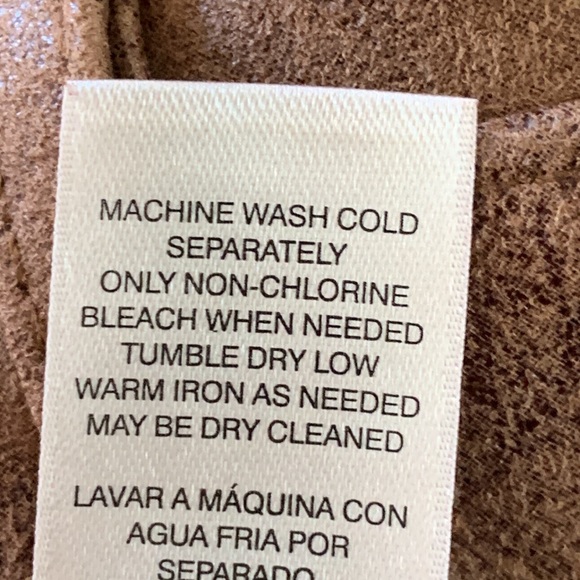 MACHINE WASH COLD
SEPARATELY
ONLY NON-CHLORINE
BLEACH WHEN NEEDED
TUMBLE DRY LOW
WARM IRON AS NEEDED
MAY BE DRY CLEANED
LAVAR A MÁQUINA CON
AGUA FRIA POR
SEPARADO